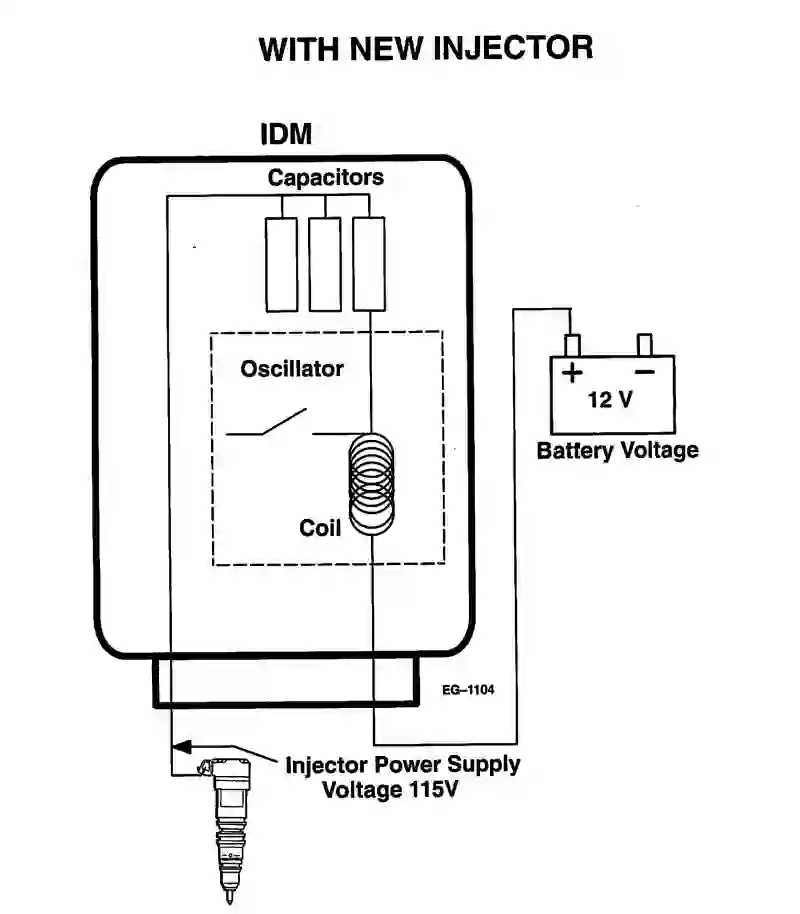 WITH NEW INJECTOR
IDM
Capacitors
Oscillator
Coil
+ −
12 V
Battery Voltage
EG–1104
Injector Power Supply
Voltage 115V